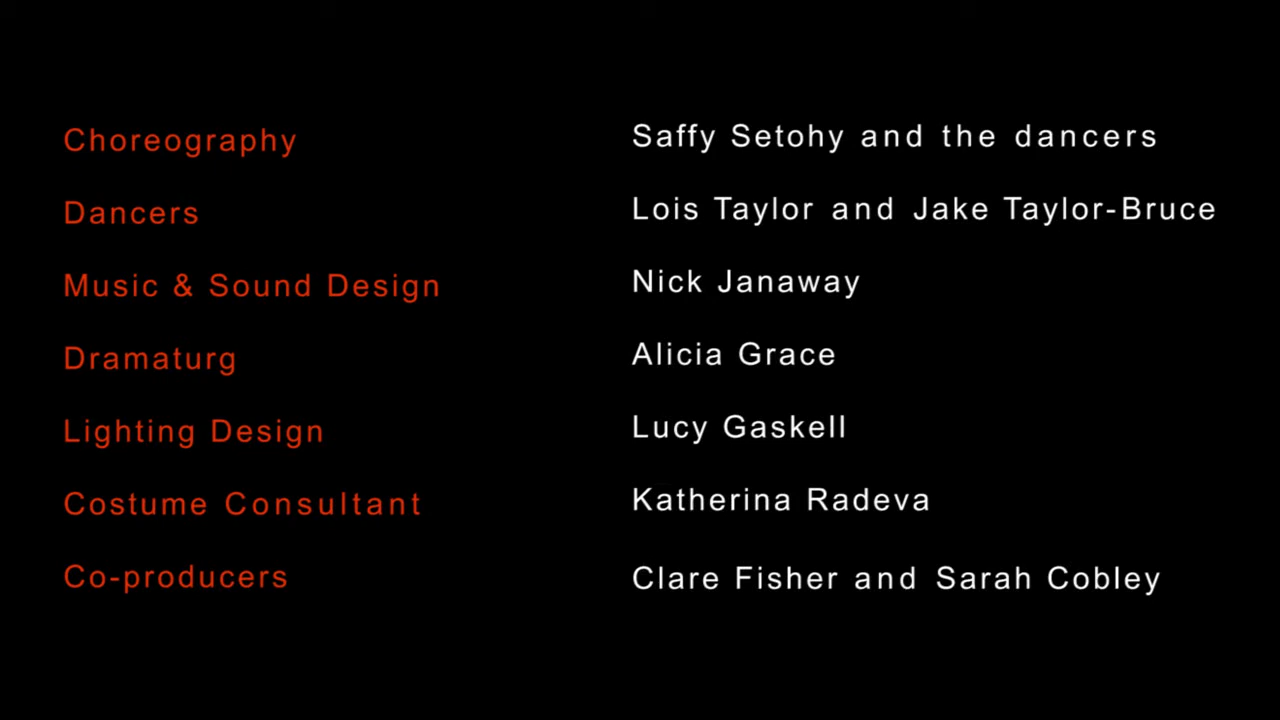 Choreography Saffy Setohy and the dancers
Dancers Lois Taylor and Jake Taylor-Bruce
Music & Sound Design Nick Janaway
Dramaturg Alicia Grace
Lighting Design Lucy Gaskell
Costume Consultant Katherina Radeva
Co-producers Clare Fisher and Sarah Cobley